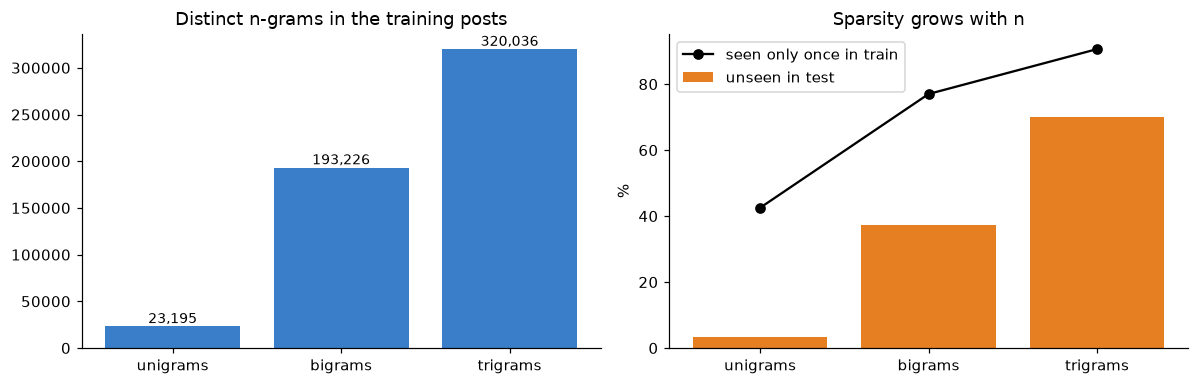 Distinct n-grams in the training posts
320,036
300000
250000
200000
193,226
150000
100000
50000
23,195
0
unigrams bigrams trigrams
Sparsity grows with n
seen only once in train
unseen in test
%
80
60
40
20
0
unigrams bigrams trigrams